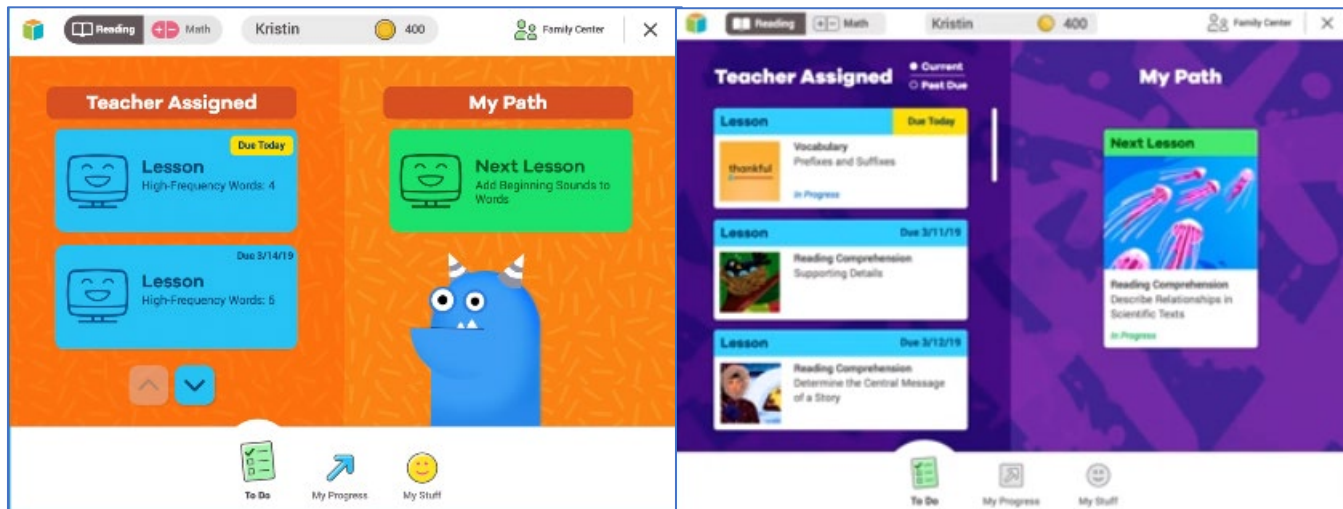 Reading
Math
Kristin
400
Family Center
Teacher Assigned
Due Today
Lesson
High-Frequency Words: 4
Due 3/14/19
Lesson
High-Frequency Words: 5
My Path
Next Lesson
Add Beginning Sounds to
Words
To Do
My Progress
My Stuff
Reading
Math
Kristin
400
Family Center
Teacher Assigned
Current
Past Due
Lesson
Due Today
thankful
Vocabulary
Prefixes and Suffixes
In Progress
Lesson
Due 3/11/19
Reading Comprehension
Supporting Details
Lesson
Due 3/12/19
Reading Comprehension
Determine the Central Message
of a Story
My Path
Next Lesson
Reading Comprehension
Describe Relationships in
Scientific Texts
In Progress
To Do
My Progress
My Stuff